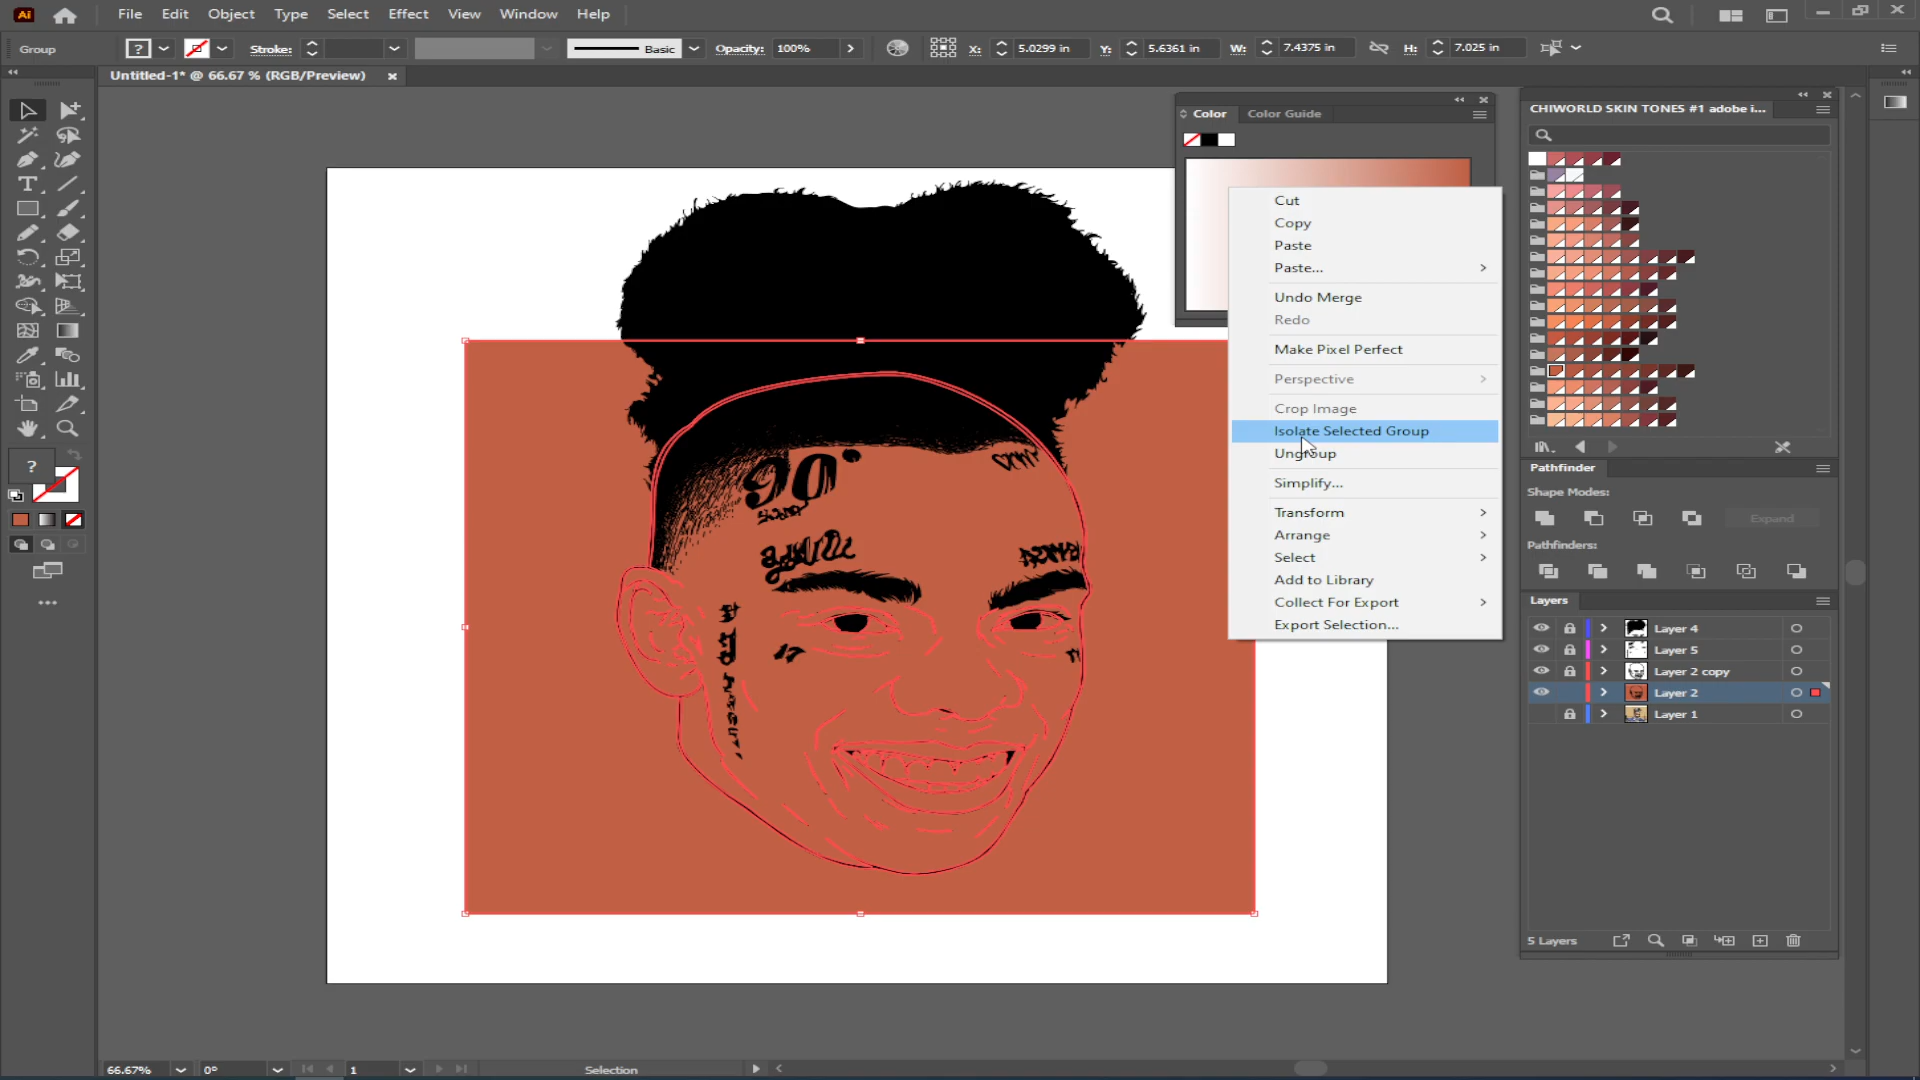 Ai File Edit Object Type Select Effect View Window Help
Group ? Stroke: Basic Opacity: 100% X: 5.0299 in Y: 5.6361 in W: 7.4375 in H: 7.025 in
Untitled-1* @ 66.67 % (RGB/Preview)
Color Color Guide
CHIWORLD SKIN TONES #1 adobe i...
Cut
Copy
Paste
Paste...
Undo Merge
Redo
Make Pixel Perfect
Perspective
Crop Image
Isolate Selected Group
Ungroup
Simplify...
Transform
Arrange
Select
Add to Library
Collect For Export
Export Selection...
Pathfinder
Shape Modes:
Expand
Pathfinders:
Layers
Layer 4
Layer 5
Layer 2 copy
Layer 2
Layer 1
5 Layers
?
90
17
66.67% 0° 1 Selection